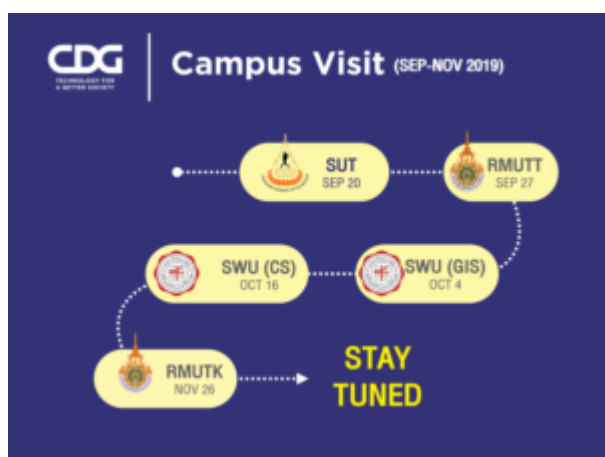 CDG
TECHNOLOGY FOR
A BETTER SOCIETY
Campus Visit (SEP-NOV 2019)
SUT
SEP 20
RMUTT
SEP 27
SWU (GIS)
OCT 4
SWU (CS)
OCT 16
RMUTK
NOV 26
STAY
TUNED